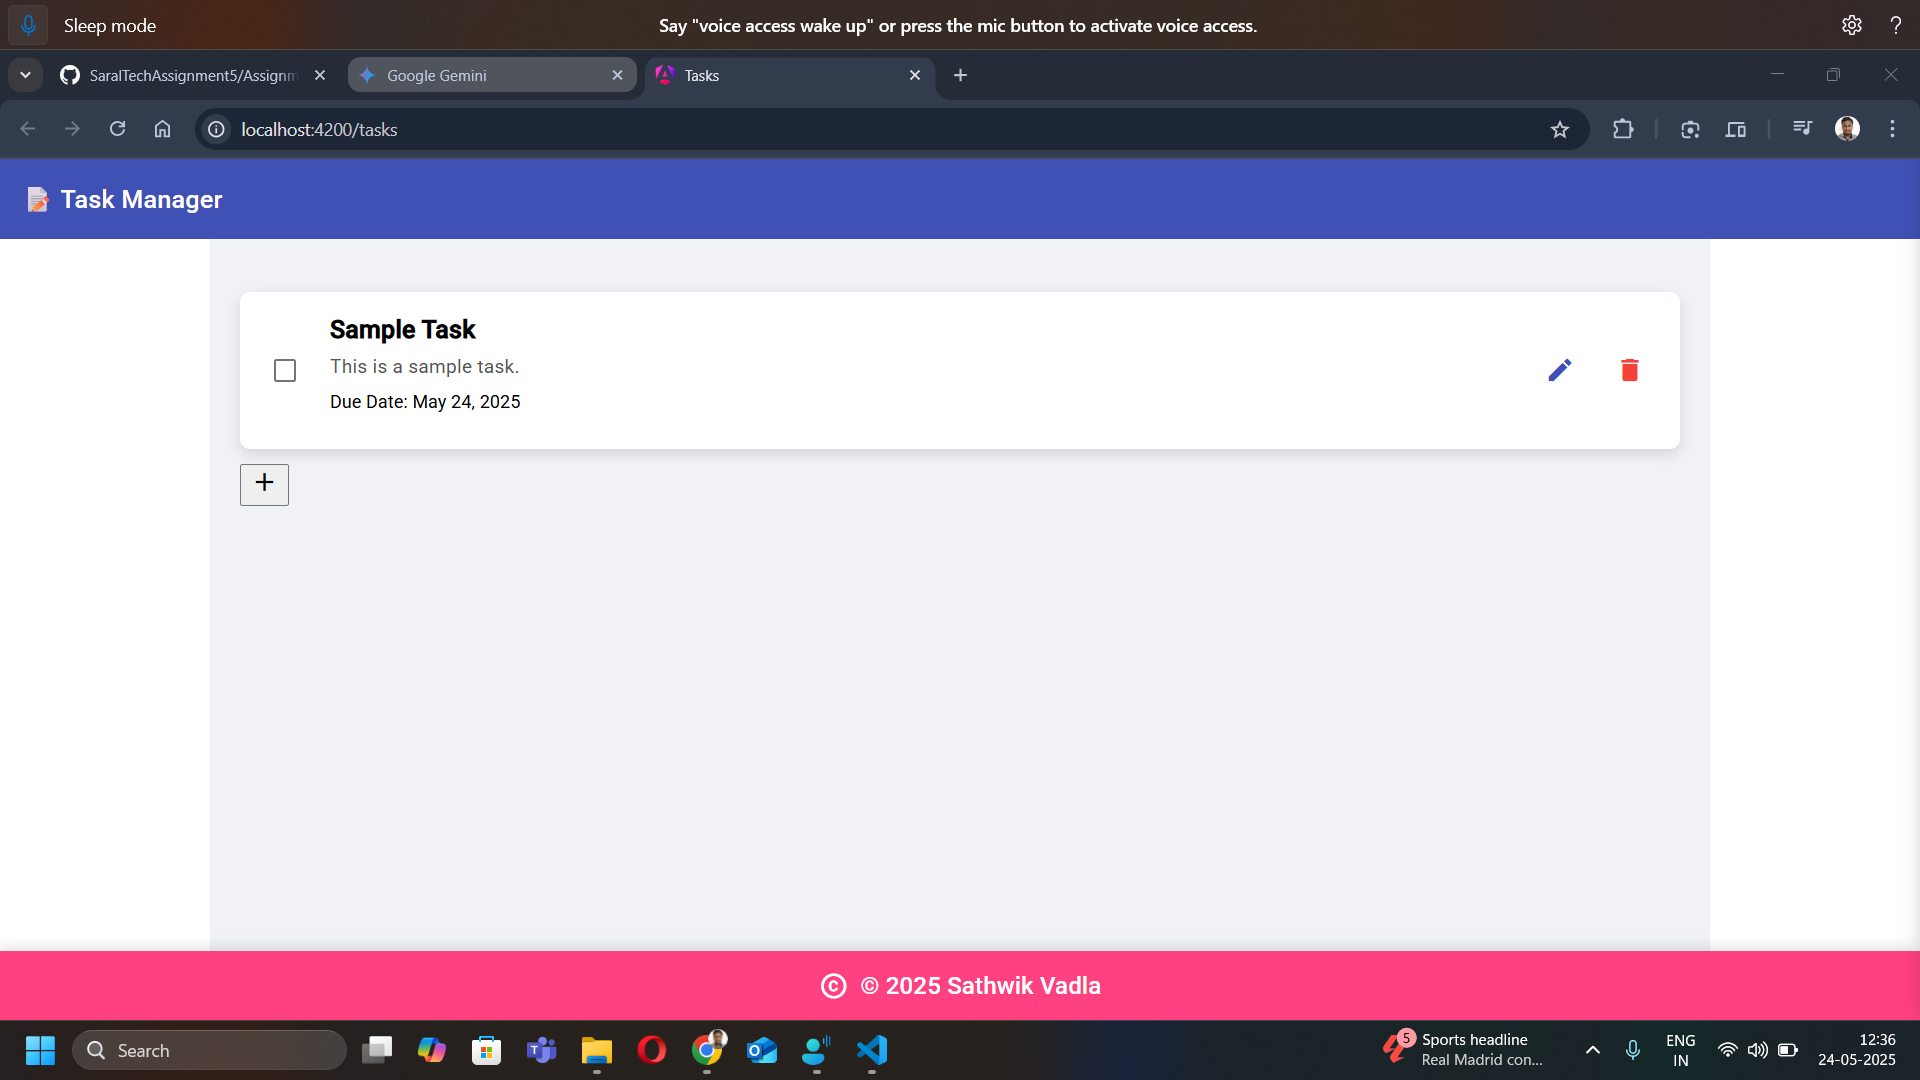 Sleep mode
Say "voice access wake up" or press the mic button to activate voice access.
SaralTechAssignment5/Assignm
Google Gemini
Tasks
localhost:4200/tasks
Task Manager
Sample Task
This is a sample task.
Due Date: May 24, 2025
© © 2025 Sathwik Vadla
Search
5
Sports headline
Real Madrid con...
ENG
IN
12:36
24-05-2025